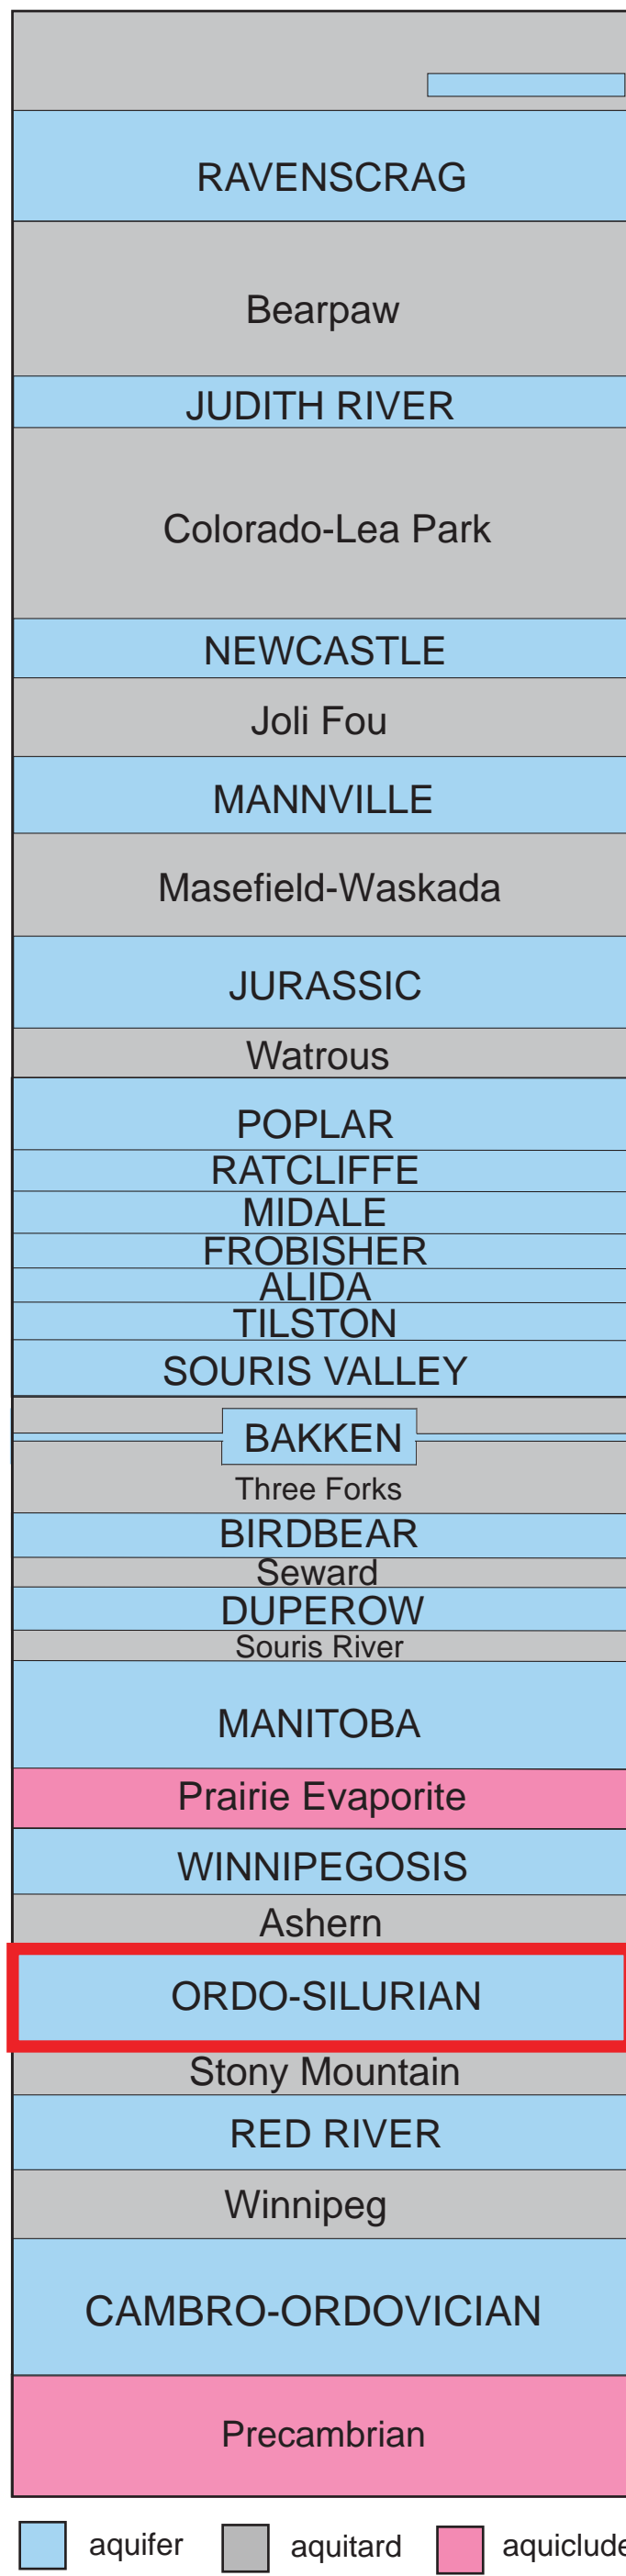 RAVENSCRAG
Bearpaw
JUDITH RIVER
Colorado-Lea Park
NEWCASTLE
Joli Fou
MANNVILLE
Masefield-Waskada
JURASSIC
Watrous
POPLAR
RATCLIFFE
MIDALE
FROBISHER
ALIDA
TILSTON
SOURIS VALLEY
BAKKEN
Three Forks
BIRDBEAR
Seward
DUPEROW
Souris River
MANITOBA
Prairie Evaporite
WINNIPEGOSIS
Ashern
ORDO-SILURIAN
Stony Mountain
RED RIVER
Winnipeg
CAMBRO-ORDOVICIAN
Precambrian
aquifer aquitard aquiclude